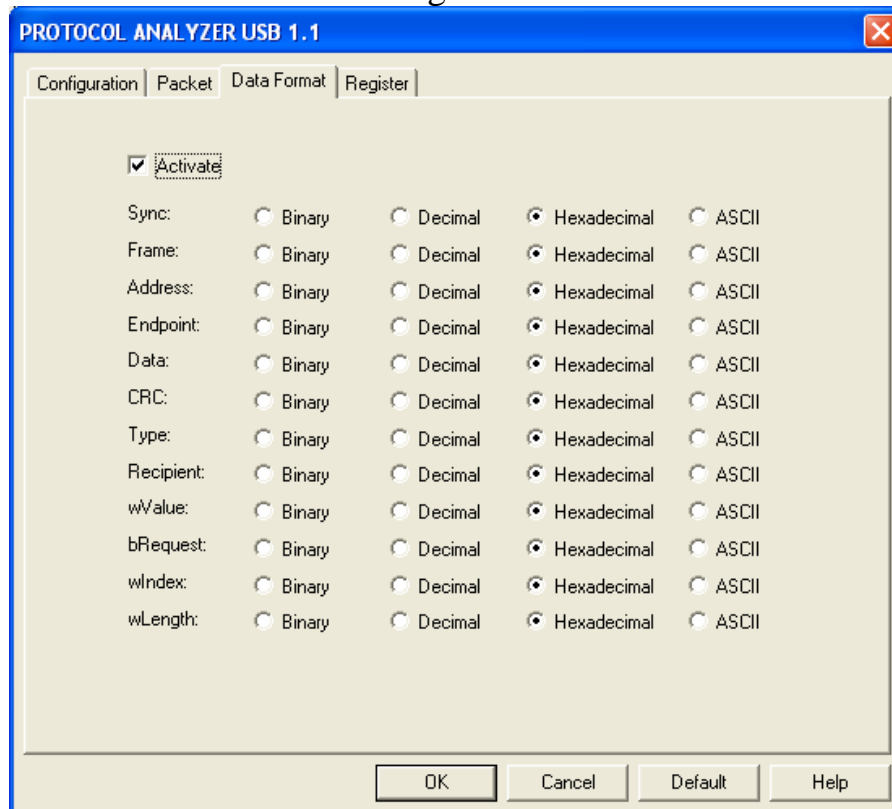 PROTOCOL ANALYZER USB 1.1
Configuration Packet Data Format Register
Activate
Sync: Binary Decimal Hexadecimal ASCII
Frame: Binary Decimal Hexadecimal ASCII
Address: Binary Decimal Hexadecimal ASCII
Endpoint: Binary Decimal Hexadecimal ASCII
Data: Binary Decimal Hexadecimal ASCII
CRC: Binary Decimal Hexadecimal ASCII
Type: Binary Decimal Hexadecimal ASCII
Recipient: Binary Decimal Hexadecimal ASCII
wValue: Binary Decimal Hexadecimal ASCII
bRequest: Binary Decimal Hexadecimal ASCII
wIndex: Binary Decimal Hexadecimal ASCII
wLength: Binary Decimal Hexadecimal ASCII
OK Cancel Default Help